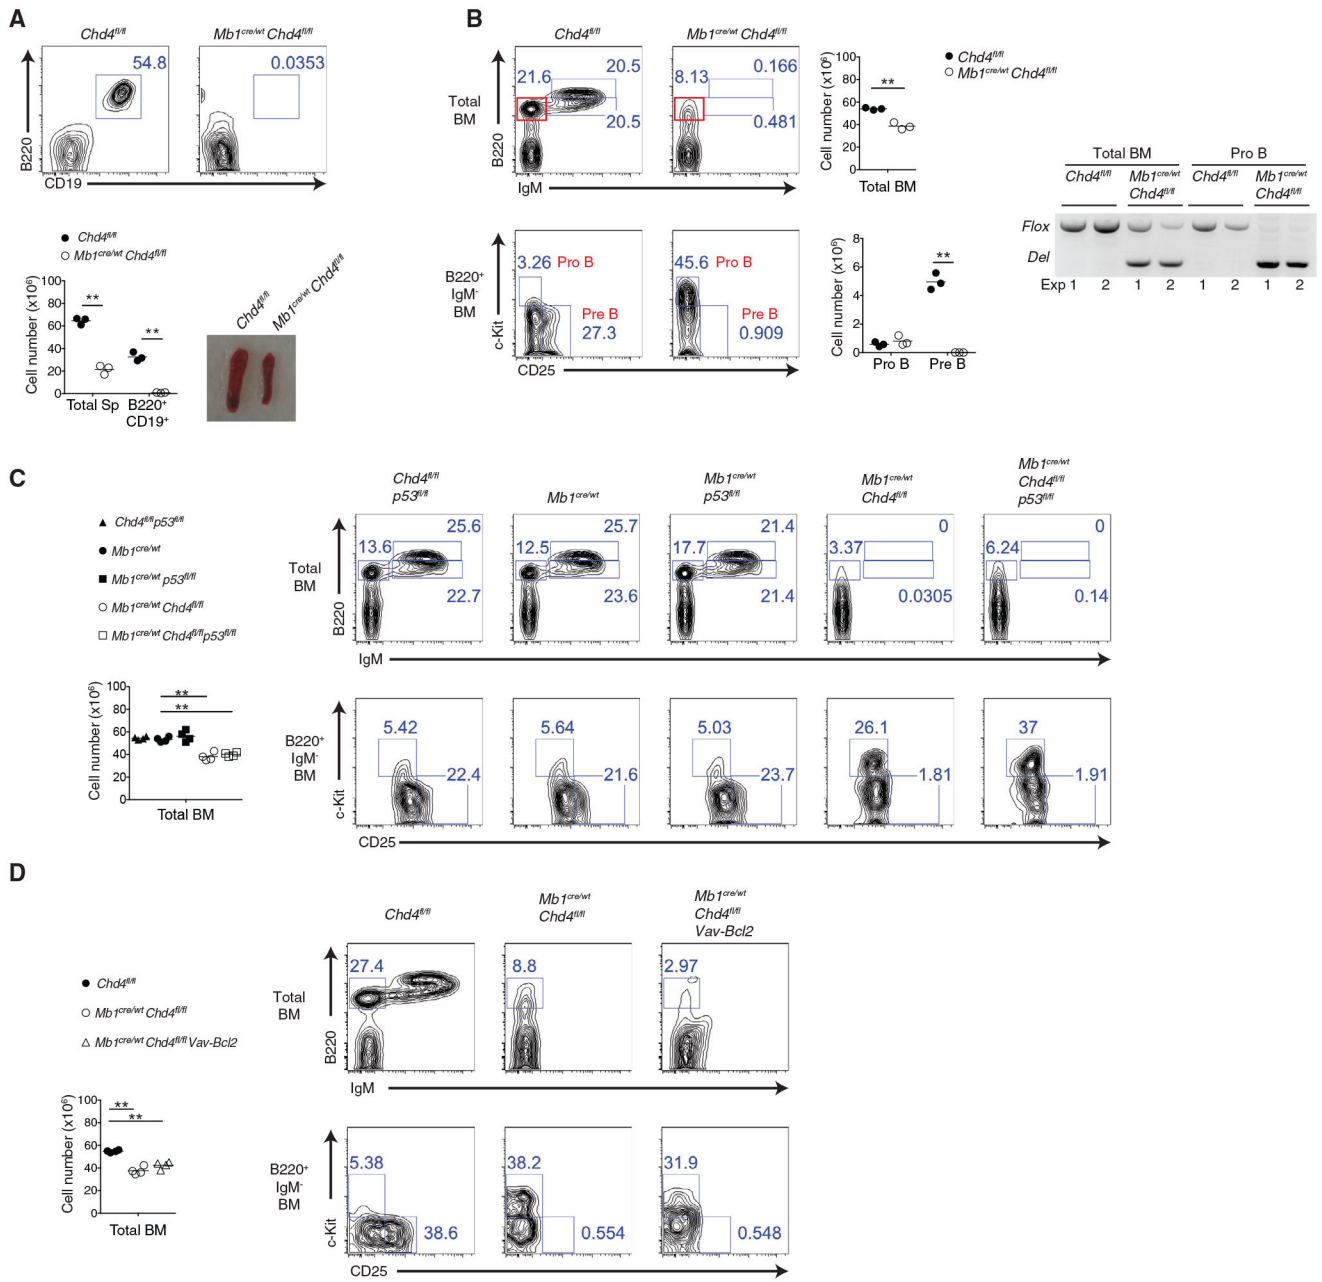 A
Chd4fl/fl
Mb1cre/wt Chd4fl/fl
54.8
0.0353
B220
CD19
Chd4fl/fl
Mb1cre/wt Chd4fl/fl
Cell number (x10⁶)
100
80
60
40
20
0
**
**
Total Sp
B220⁺
CD19⁺
Chd4fl/fl
Mb1cre/wt Chd4fl/fl
B
Chd4fl/fl
Mb1cre/wt Chd4fl/fl
Total
BM
21.6
20.5
20.5
8.13
0.166
0.481
B220
IgM
B220⁺
IgM⁻
BM
3.26 Pro B
Pre B
27.3
45.6 Pro B
Pre B
0.909
c-Kit
CD25
Chd4fl/fl
Mb1cre/wt Chd4fl/fl
Cell number (x10⁶)
100
80
60
40
20
0
**
Total BM
Cell number (x10⁶)
8
6
4
2
0
**
Pro B
Pre B
Total BM
Pro B
Chd4fl/fl
Mb1cre/wt
Chd4fl/fl
Chd4fl/fl
Mb1cre/wt
Chd4fl/fl
Flox
Del
Exp 1 2 1 2 1 2 1 2
C
Chd4fl/fl p53fl/fl
Mb1cre/wt
Mb1cre/wt p53fl/fl
Mb1cre/wt Chd4fl/fl
Mb1cre/wt Chd4fl/fl p53fl/fl
Cell number (x10⁶)
100
80
60
40
20
0
**
**
Total BM
Chd4fl/fl
p53fl/fl
Mb1cre/wt
Mb1cre/wt
p53fl/fl
Mb1cre/wt
Chd4fl/fl
Mb1cre/wt
Chd4fl/fl
p53fl/fl
Total
BM
B220
13.6
25.6
22.7
12.5
25.7
23.6
17.7
21.4
21.4
3.37
0
0.0305
6.24
0
0.14
IgM
B220⁺
IgM⁻
BM
c-Kit
5.42
22.4
5.64
21.6
5.03
23.7
26.1
1.81
37
1.91
CD25
D
Chd4fl/fl
Mb1cre/wt Chd4fl/fl
Mb1cre/wt Chd4fl/fl Vav-Bcl2
Cell number (x10⁶)
100
80
60
40
20
0
**
**
Total BM
Chd4fl/fl
Mb1cre/wt
Chd4fl/fl
Mb1cre/wt
Chd4fl/fl
Vav-Bcl2
Total
BM
B220
27.4
8.8
2.97
IgM
B220⁺
IgM⁻
BM
c-Kit
5.38
38.6
38.2
0.554
31.9
0.548
CD25